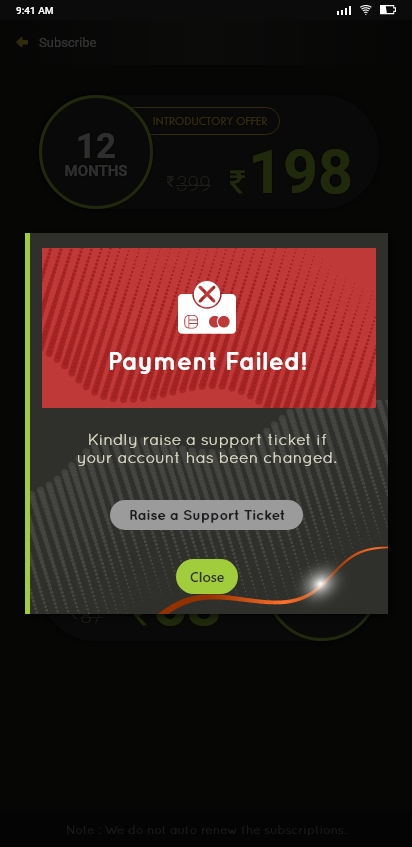 9:41 AM
Subscribe
INTRODUCTORY OFFER
12
MONTHS
₹399 ₹198
Payment Failed!
Kindly raise a support ticket if
your account has been changed.
Raise a Support Ticket
Close
Note : We do not auto renew the subscriptions.